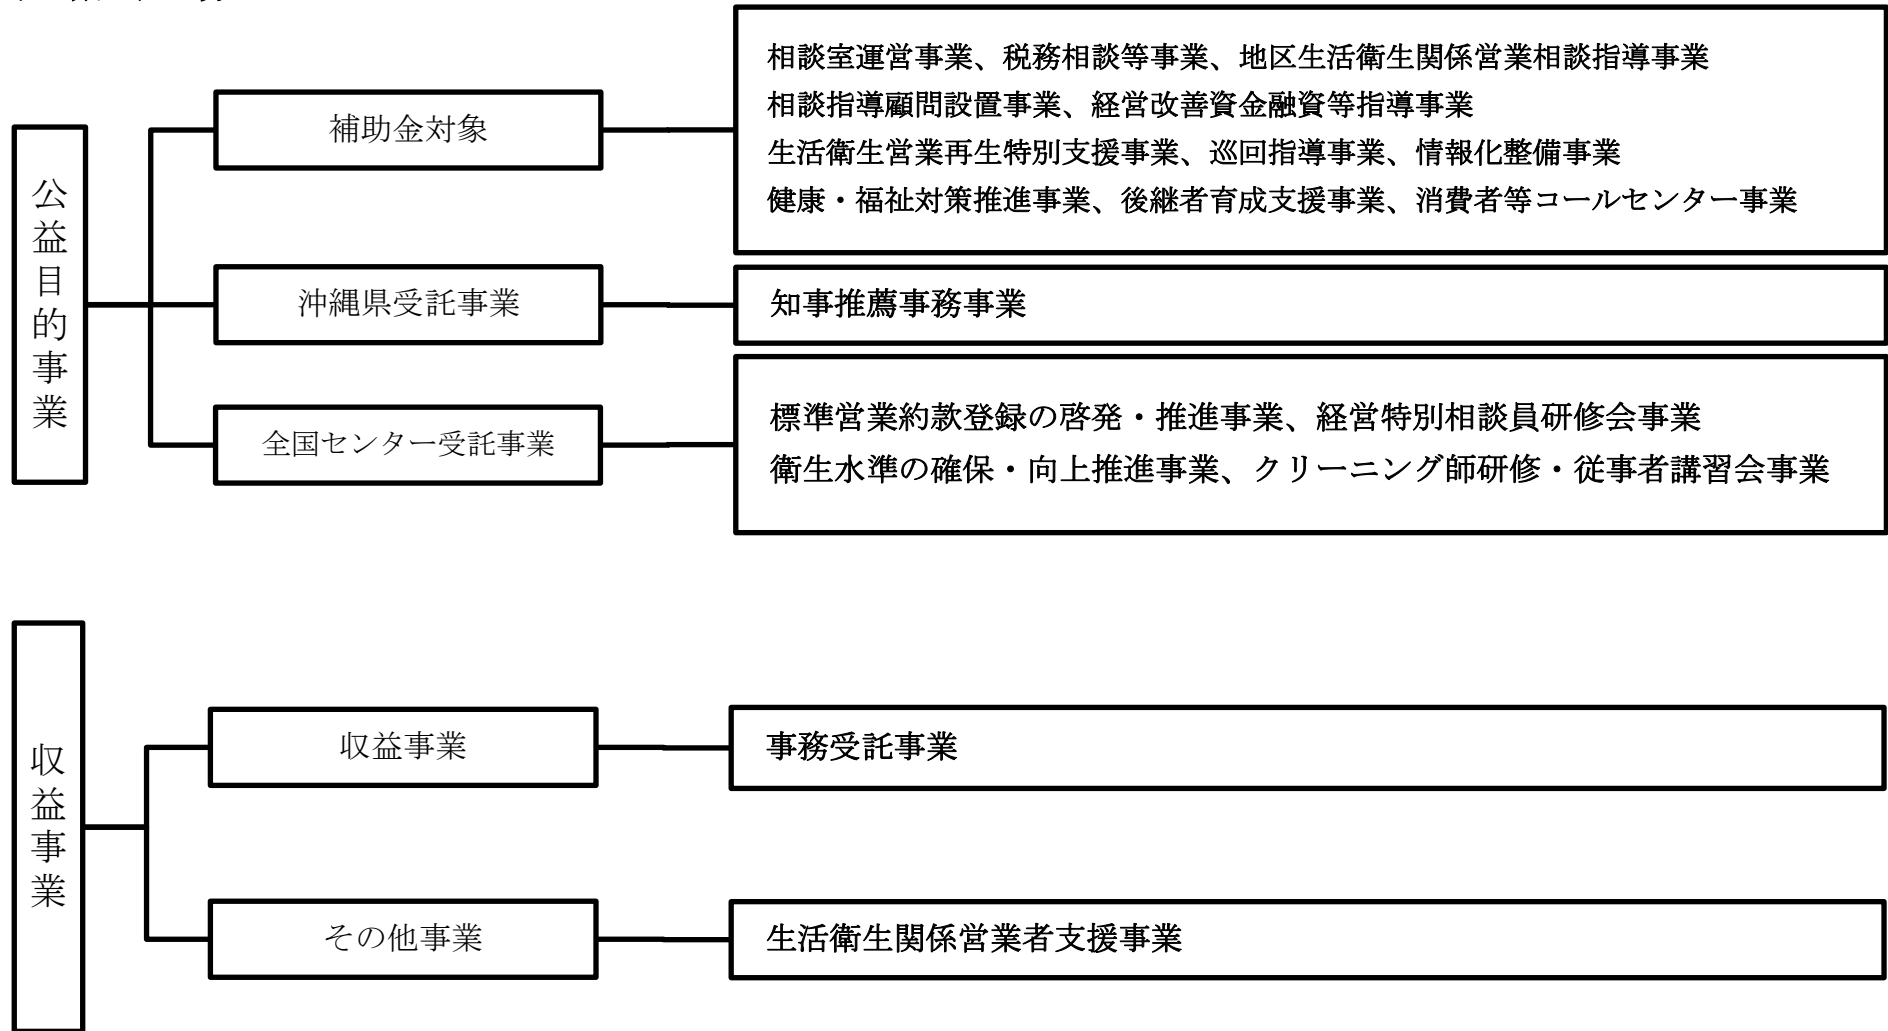 公益目的事業
補助金対象
相談室運営事業、税務相談等事業、地区生活衛生関係営業相談指導事業
相談指導顧問設置事業、経営改善資金融資等指導事業
生活衛生営業再生特別支援事業、巡回指導事業、情報化整備事業
健康・福祉対策推進事業、後継者育成支援事業、消費者等コールセンター事業
沖縄県受託事業
知事推薦事務事業
全国センター受託事業
標準営業約款登録の啓発・推進事業、経営特別相談員研修会事業
衛生水準の確保・向上推進事業、クリーニング師研修・従事者講習会事業
収益事業
収益事業
事務受託事業
その他事業
生活衛生関係営業者支援事業